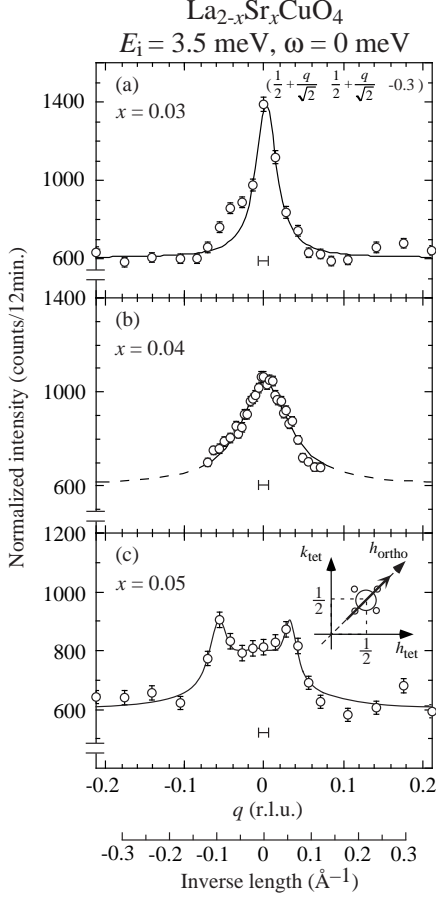 La2-xSrxCuO4
Ei = 3.5 meV, ω = 0 meV
(a)
x = 0.03
(1/2 + q/√2 1/2 + q/√2 -0.3)
1400
1000
600
1400
(b)
x = 0.04
1000
600
1200
(c)
x = 0.05
1000
800
600
ktet
hortho
1/2
1/2
htet
Normalized intensity (counts/12min.)
-0.2 -0.1 0 0.1 0.2
q (r.l.u.)
-0.3 -0.2 -0.1 0 0.1 0.2 0.3
Inverse length (Å−1)